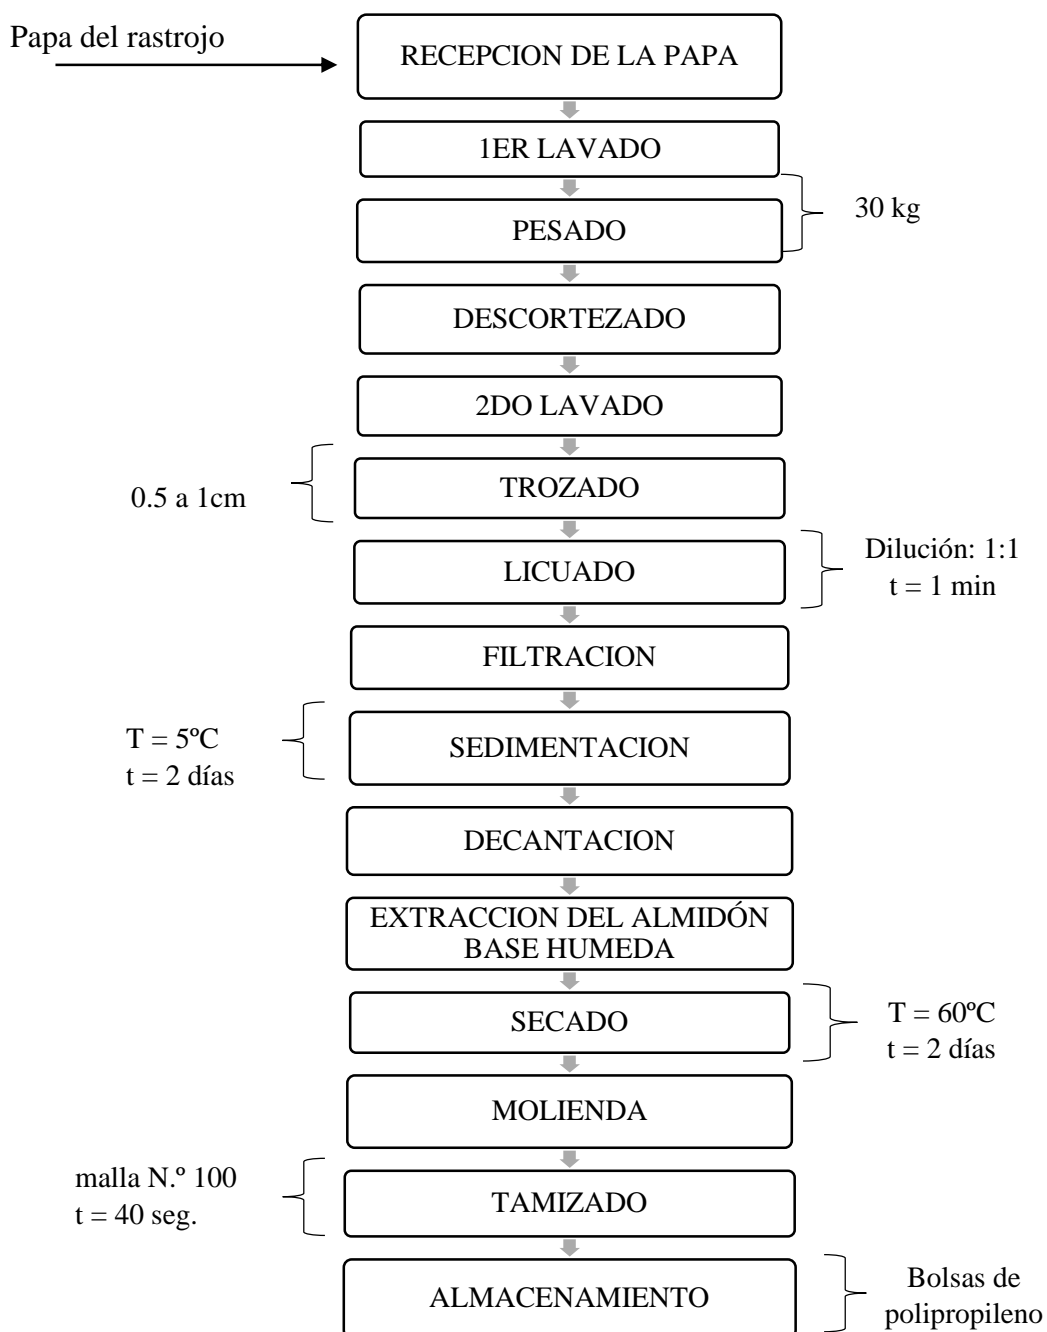 Papa del rastrojo
RECEPCION DE LA PAPA
1ER LAVADO
30 kg
PESADO
DESCORTEZADO
2DO LAVADO
0.5 a 1cm
TROZADO
Dilución: 1:1
t = 1 min
LICUADO
FILTRACION
T = 5ºC
t = 2 días
SEDIMENTACION
DECANTACION
EXTRACCION DEL ALMIDÓN
BASE HUMEDA
SECADO
T = 60ºC
t = 2 días
MOLIENDA
malla N.º 100
t = 40 seg.
TAMIZADO
ALMACENAMIENTO
Bolsas de
polipropileno